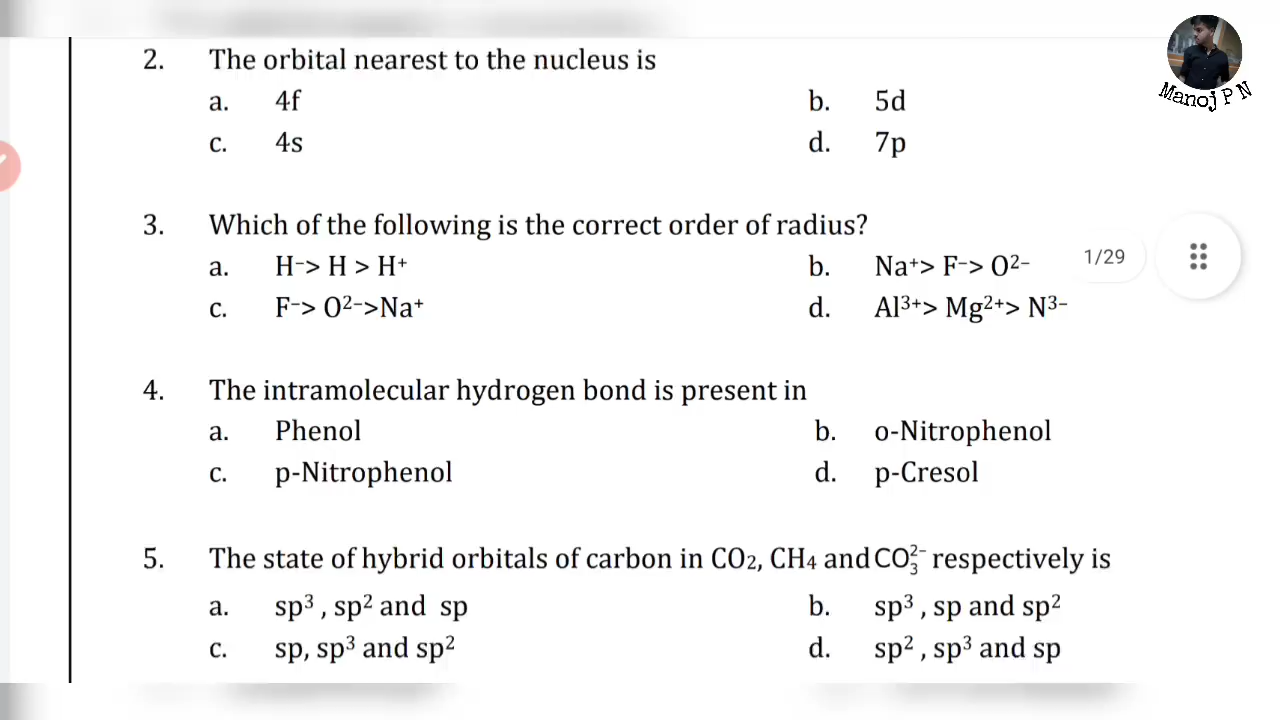 Manoj P N
2. The orbital nearest to the nucleus is
a. 4f b. 5d
c. 4s d. 7p
3. Which of the following is the correct order of radius?
a. H⁻> H > H⁺ b. Na⁺> F⁻> O²⁻
1/29
c. F⁻> O²⁻>Na⁺ d. Al³⁺> Mg²⁺> N³⁻
4. The intramolecular hydrogen bond is present in
a. Phenol b. o-Nitrophenol
c. p-Nitrophenol d. p-Cresol
5. The state of hybrid orbitals of carbon in CO₂, CH₄ and CO₃²⁻ respectively is
a. sp³ , sp² and sp b. sp³ , sp and sp²
c. sp, sp³ and sp² d. sp² , sp³ and sp